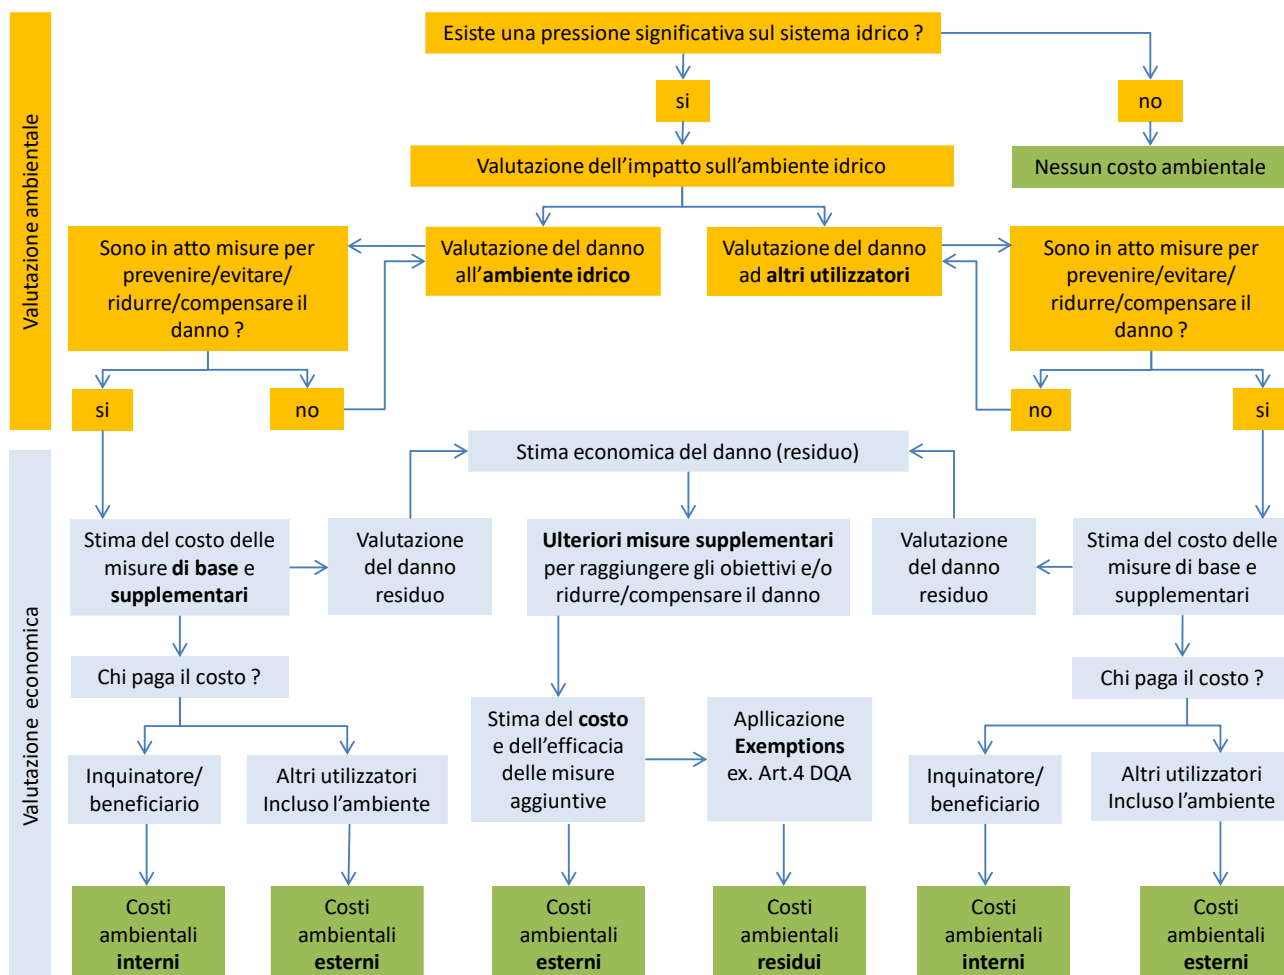 Valutazione ambientale
Esiste una pressione significativa sul sistema idrico ?
si
no
Valutazione dell'impatto sull'ambiente idrico
Nessun costo ambientale
Sono in atto misure per
prevenire/evitare/
ridurre/compensare il
danno ?
Valutazione del danno
all'ambiente idrico
Valutazione del danno
ad altri utilizzatori
Sono in atto misure per
prevenire/evitare/
ridurre/compensare il
danno ?
si
no
no
si
Valutazione economica
Stima economica del danno (residuo)
Stima del costo delle
misure di base e
supplementari
Valutazione
del danno
residuo
Ulteriori misure supplementari
per raggiungere gli obiettivi e/o
ridurre/compensare il danno
Valutazione
del danno
residuo
Stima del costo delle
misure di base e
supplementari
Chi paga il costo ?
Chi paga il costo ?
Stima del costo
e dell'efficacia
delle misure
aggiuntive
Apllicazione
Exemptions
ex. Art.4 DQA
Inquinatore/
beneficiario
Altri utilizzatori
Incluso l'ambiente
Inquinatore/
beneficiario
Altri utilizzatori
Incluso l'ambiente
Costi
ambientali
interni
Costi
ambientali
esterni
Costi
ambientali
esterni
Costi
ambientali
residui
Costi
ambientali
interni
Costi
ambientali
esterni